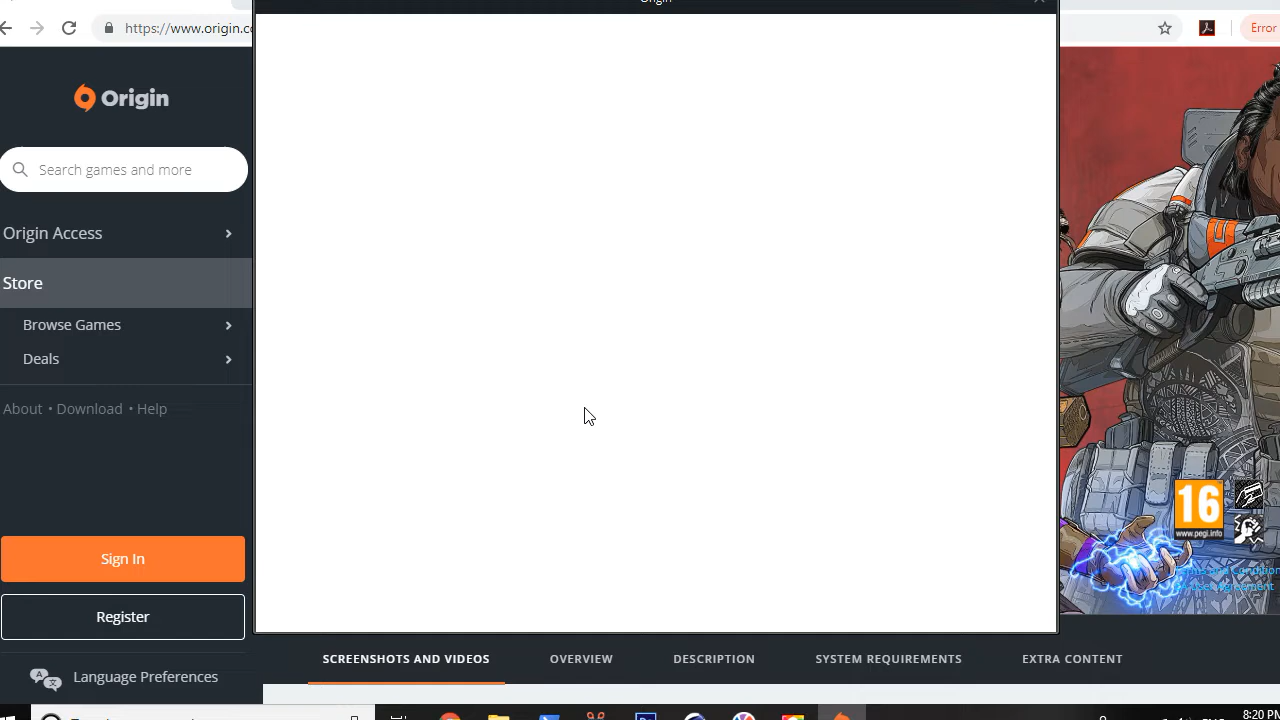 Origin
https://www.origin.co
Error
Origin
Search games and more
Origin Access
Store
Browse Games
Deals
About • Download • Help
16
www.pegi.info
Sign In
Register
SCREENSHOTS AND VIDEOS
OVERVIEW
DESCRIPTION
SYSTEM REQUIREMENTS
EXTRA CONTENT
Language Preferences
8:20 PM